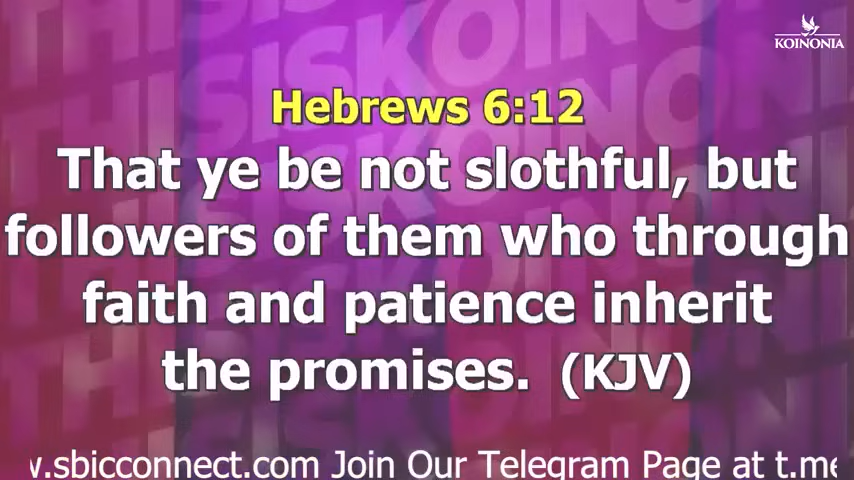 KOINONIA
Hebrews 6:12
That ye be not slothful, but
followers of them who through
faith and patience inherit
the promises. (KJV)
.sbicconnect.com Join Our Telegram Page at t.me